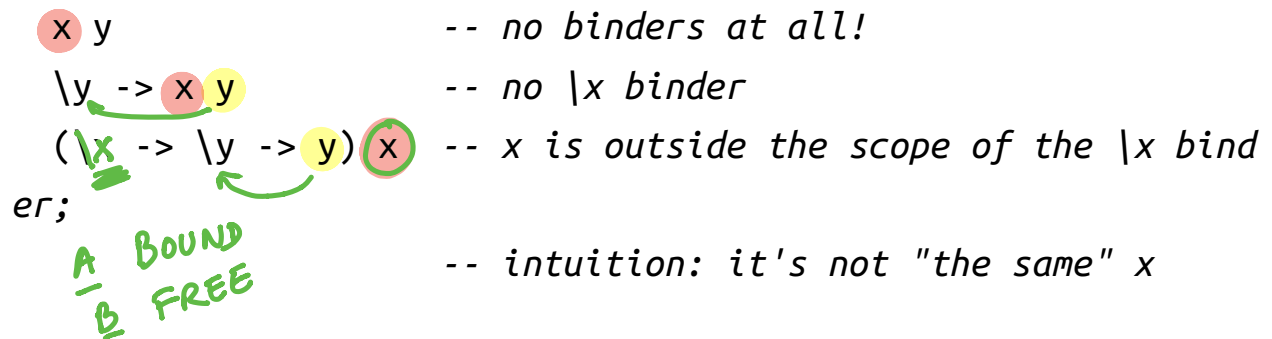 x y -- no binders at all!
\y -> x y -- no \x binder
(\x -> \y -> y) x -- x is outside the scope of the \x bind
er;
A BOUND
-- intuition: it's not "the same" x
B FREE